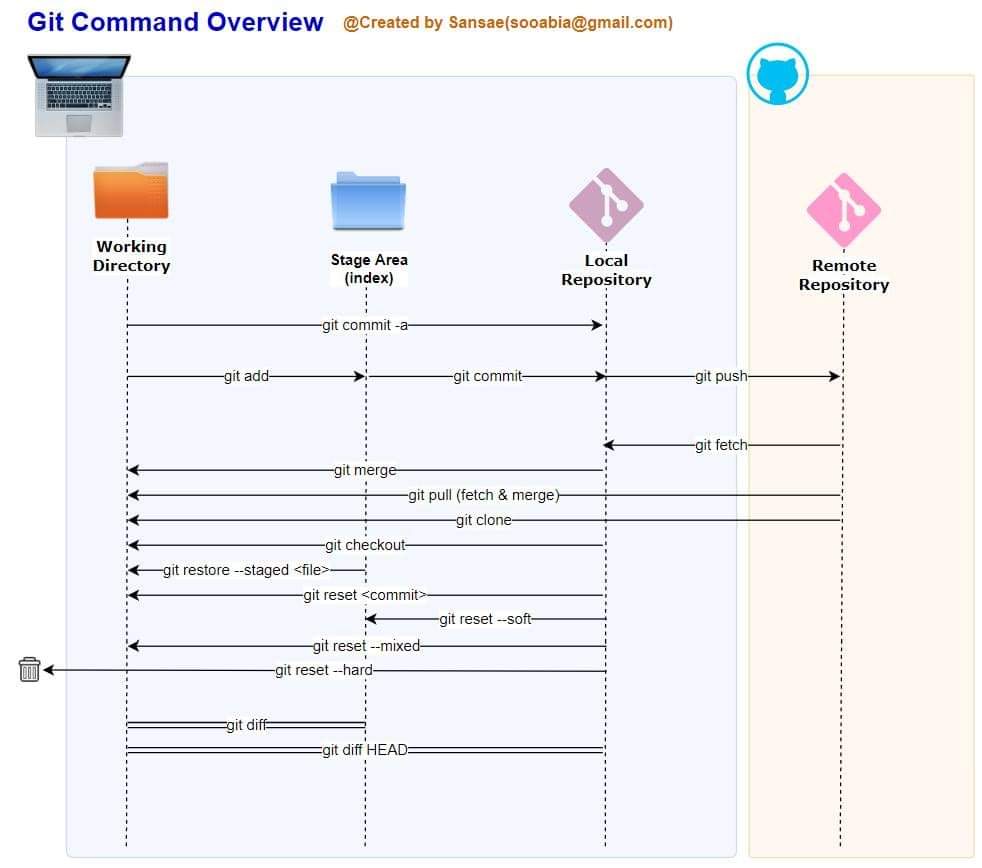 Git Command Overview @Created by Sansae(sooabia@gmail.com)
Working
Directory
Stage Area
(index)
Local
Repository
Remote
Repository
git commit -a
git add git commit git push
git fetch
git merge
git pull (fetch & merge)
git clone
git checkout
git restore --staged <file>
git reset <commit>
git reset --soft
git reset --mixed
git reset --hard
git diff
git diff HEAD